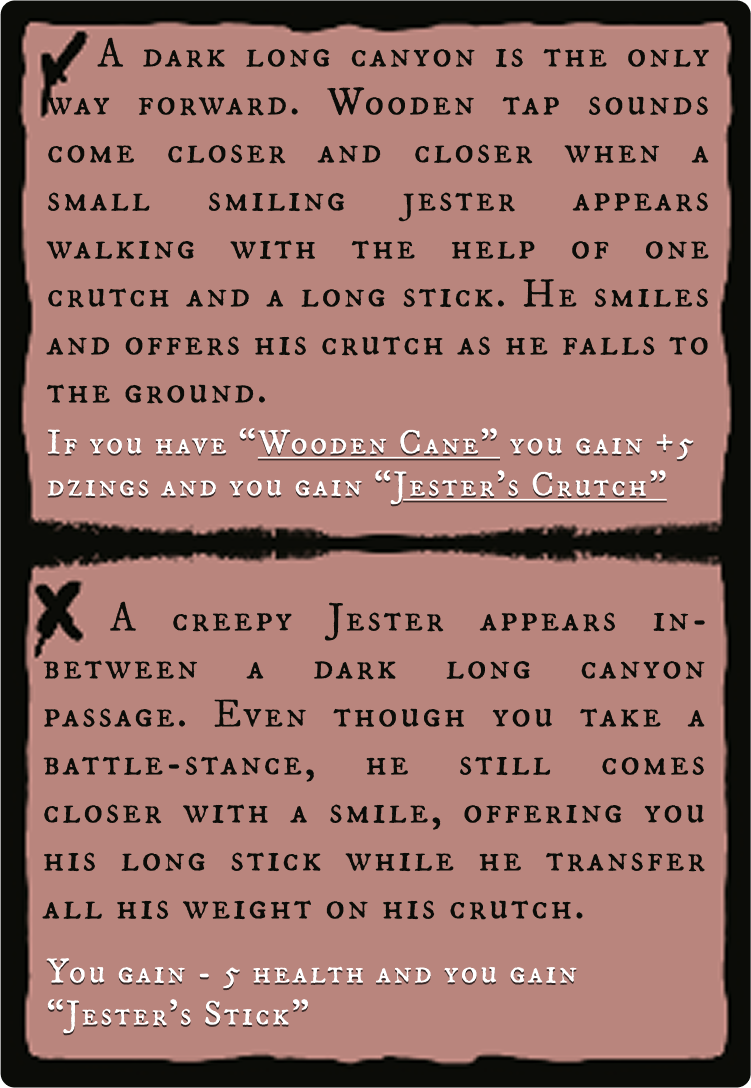 A dark long canyon is the only
way forward. Wooden tap sounds
come closer and closer when a
small smiling jester appears
walking with the help of one
crutch and a long stick. He smiles
and offers his crutch as he falls to
the ground.
If you have “Wooden Cane” you gain +5
dzings and you gain “Jester’s Crutch”
A creepy Jester appears in-
between a dark long canyon
passage. Even though you take a
battle-stance, he still comes
closer with a smile, offering you
his long stick while he transfer
all his weight on his crutch.
You gain - 5 health and you gain
“Jester’s Stick”